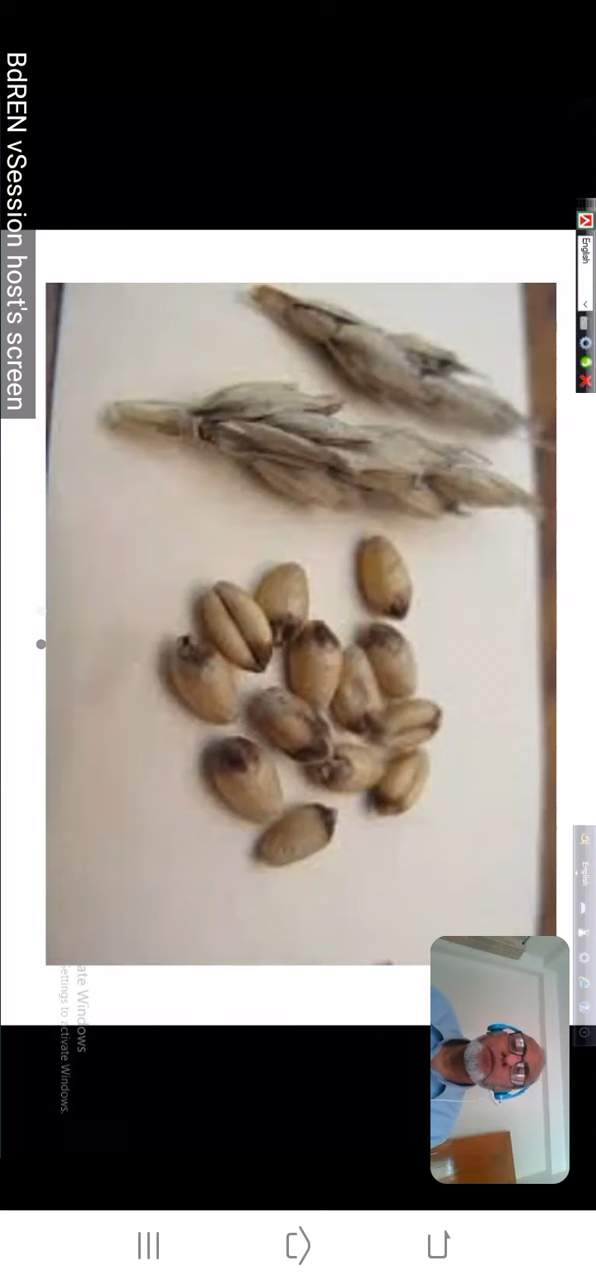 BdREN vSession host's screen
English
English
ate Windows
ettings to activate Windows.